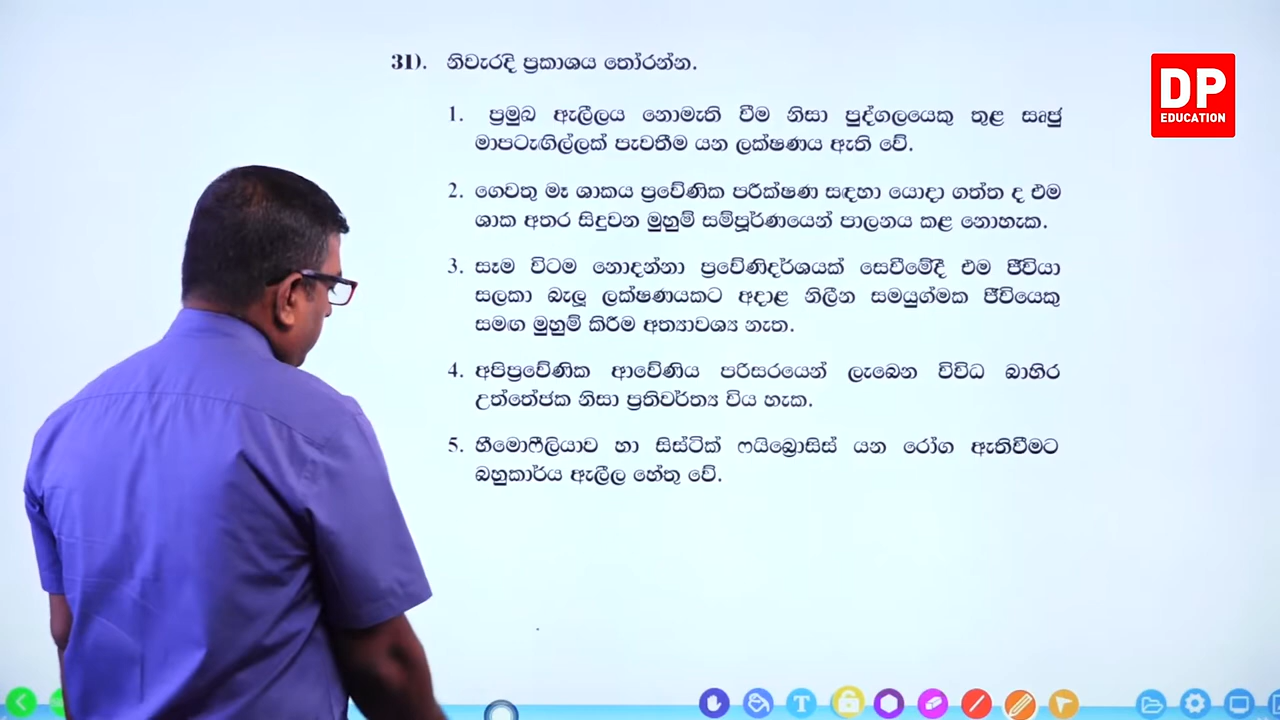 DP
EDUCATION
31). නිවැරදි ප්‍රකාශය තෝරන්න.
1. ප්‍රමුඛ ඇලීලය නොමැති වීම නිසා පුද්ගලයෙකු තුළ සෘජු
මාපටැඟිල්ලක් පැවතීම යන ලක්ෂණය ඇති වේ.
2. ගෙවතු මෑ ශාකය ප්‍රවේණික පරීක්ෂණ සඳහා යොදා ගත්ත ද එම
ශාක අතර සිදුවන මුහුම් සම්පූර්ණයෙන් පාලනය කළ නොහැක.
3. සෑම විටම නොදන්නා ප්‍රවේණිදර්ශයක් සෙවීමේදී එම ජීවියා
සලකා බැලූ ලක්ෂණයකට අදාළ නිලීන සමයුග්මක ජීවියෙකු
සමඟ මුහුම් කිරීම අත්‍යාවශ්‍ය නැත.
4. අපිප්‍රවේණික ආවේණිය පරිසරයෙන් ලැබෙන විවිධ බාහිර
උත්තේජක නිසා ප්‍රතිවර්ත්‍ය විය හැක.
5. හීමොෆීලියාව හා සිස්ටික් ෆයිබ්‍රොසිස් යන රෝග ඇතිවීමට
බහුකාර්ය ඇලීල හේතු වේ.